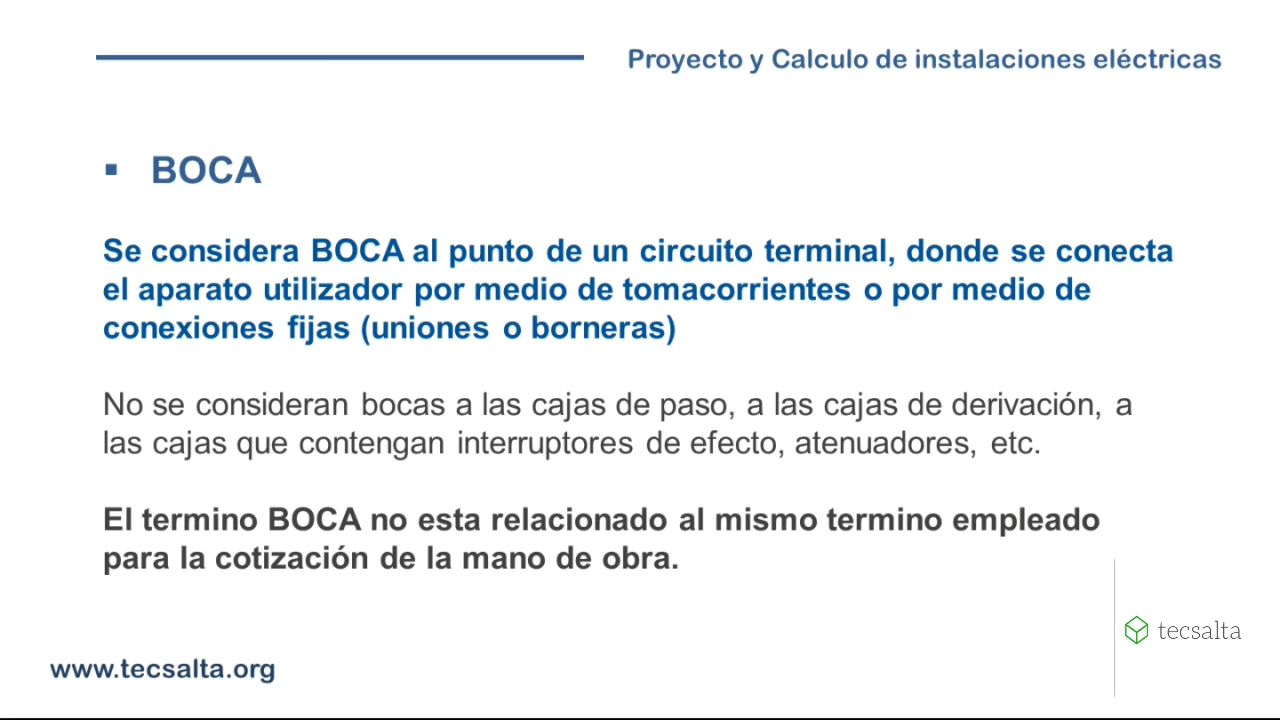 Proyecto y Calculo de instalaciones eléctricas
▪ BOCA
Se considera BOCA al punto de un circuito terminal, donde se conecta
el aparato utilizador por medio de tomacorrientes o por medio de
conexiones fijas (uniones o borneras)
No se consideran bocas a las cajas de paso, a las cajas de derivación, a
las cajas que contengan interruptores de efecto, atenuadores, etc.
El termino BOCA no esta relacionado al mismo termino empleado
para la cotización de la mano de obra.
tecsalta
www.tecsalta.org